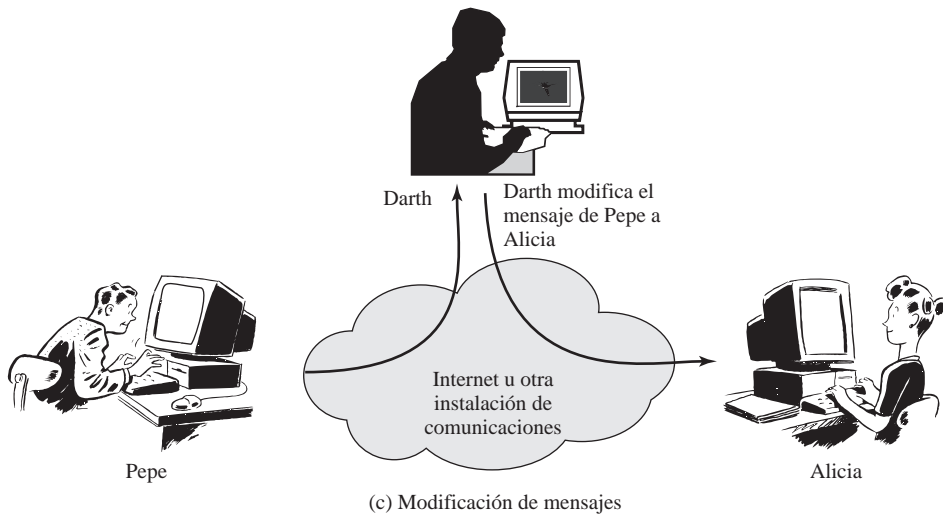 Darth
Darth modifica el
mensaje de Pepe a
Alicia
Internet u otra
instalación de
comunicaciones
Pepe
Alicia
(c) Modificación de mensajes